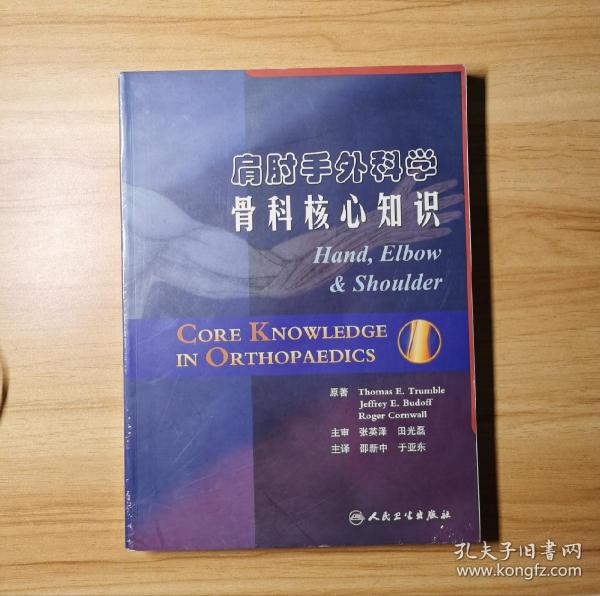 肩肘手外科学
骨科核心知识
Hand, Elbow
& Shoulder
CORE KNOWLEDGE
IN ORTHOPAEDICS
原著 Thomas E. Trumble
Jeffrey E. Budoff
Roger Cornwall
主审 张英泽 田光磊
主译 邵新中 于亚东
人民卫生出版社
孔夫子旧书网
www.kongfz.com